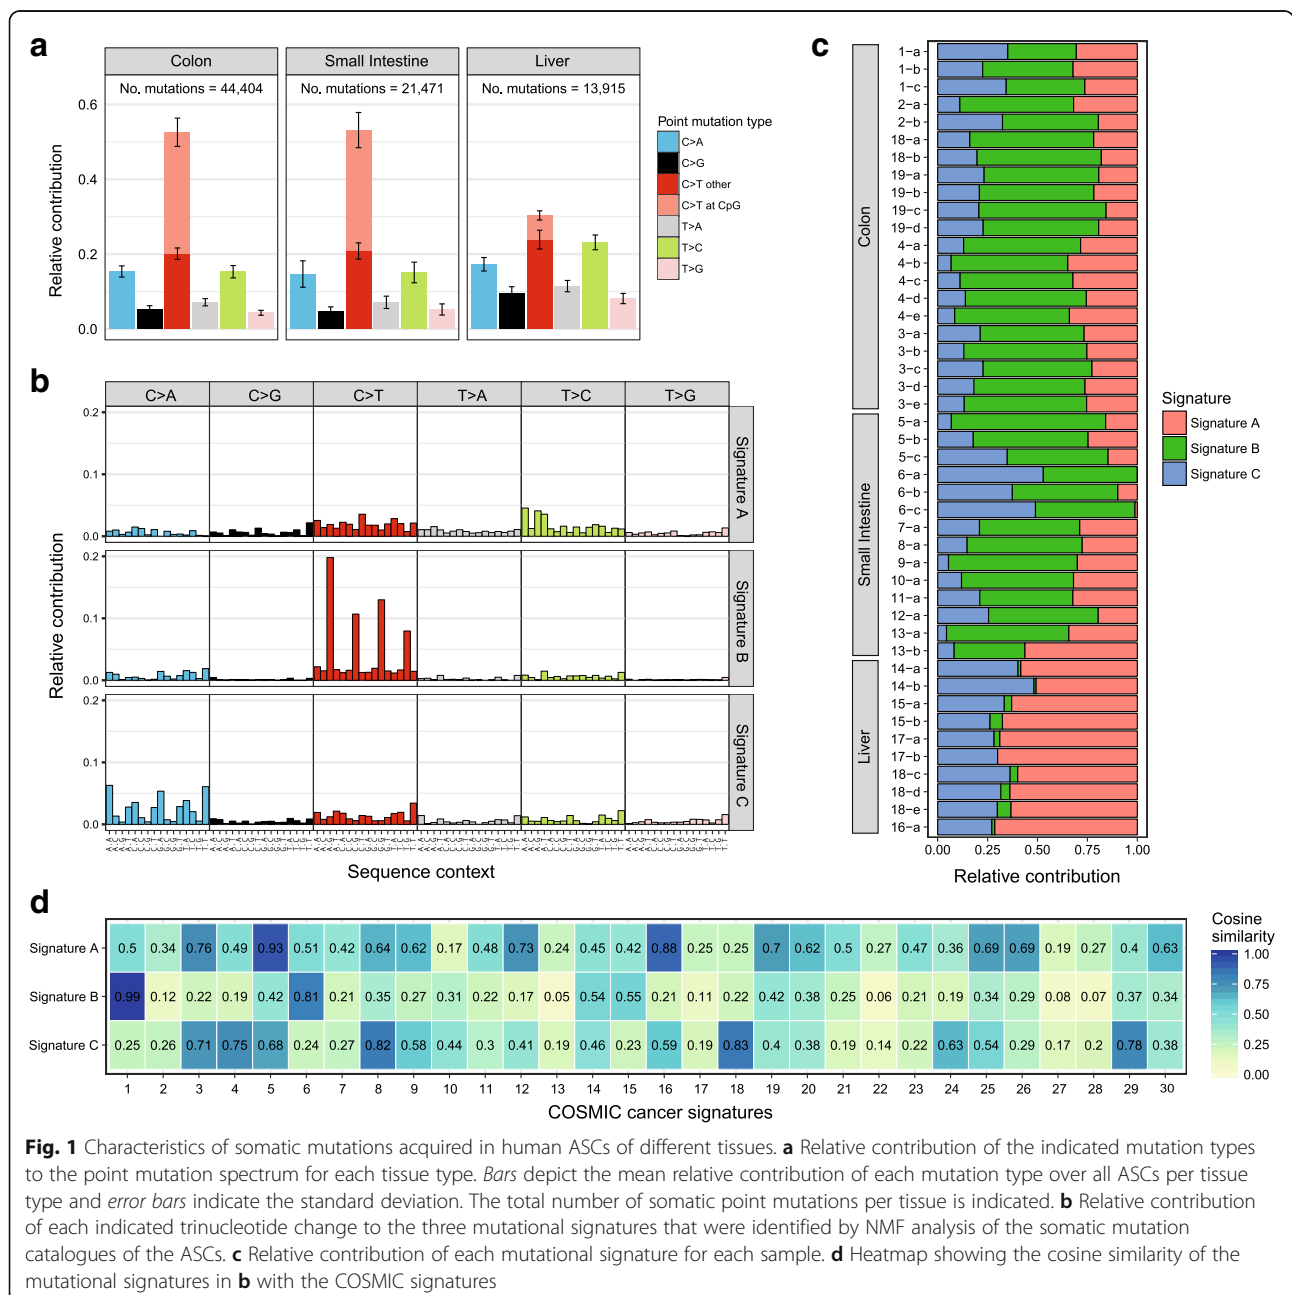 a
Colon
Small Intestine
Liver
No. mutations = 44,404
No. mutations = 21,471
No. mutations = 13,915
Relative contribution
0.6
0.4
0.2
0.0
Point mutation type
C>A
C>G
C>T other
C>T at CpG
T>A
T>C
T>G
b
C>A
C>G
C>T
T>A
T>C
T>G
Relative contribution
0.2
0.1
0.0
Signature A
0.2
0.1
0.0
Signature B
0.2
0.1
0.0
Signature C
Sequence context
c
Colon
1-a
1-b
1-c
2-a
2-b
18-a
18-b
19-a
19-b
19-c
19-d
4-a
4-b
4-c
4-d
4-e
3-a
3-b
3-c
3-d
3-e
Small Intestine
5-a
5-b
5-c
6-a
6-b
6-c
7-a
8-a
9-a
10-a
11-a
12-a
13-a
13-b
Liver
14-a
14-b
15-a
15-b
17-a
17-b
18-c
18-d
18-e
16-a
0.00 0.25 0.50 0.75 1.00
Relative contribution
Signature
Signature A
Signature B
Signature C
d
Signature A 0.5 0.34 0.76 0.49 0.93 0.51 0.42 0.64 0.62 0.17 0.48 0.73 0.24 0.45 0.42 0.88 0.25 0.25 0.7 0.62 0.5 0.27 0.47 0.36 0.69 0.69 0.19 0.27 0.4 0.63
Signature B 0.99 0.12 0.22 0.19 0.42 0.81 0.21 0.35 0.27 0.31 0.22 0.17 0.05 0.54 0.55 0.21 0.11 0.22 0.42 0.38 0.25 0.06 0.21 0.19 0.34 0.29 0.08 0.07 0.37 0.34
Signature C 0.25 0.26 0.71 0.75 0.68 0.24 0.27 0.82 0.58 0.44 0.3 0.41 0.19 0.46 0.23 0.59 0.19 0.83 0.4 0.38 0.19 0.14 0.22 0.63 0.54 0.29 0.17 0.2 0.78 0.38
1 2 3 4 5 6 7 8 9 10 11 12 13 14 15 16 17 18 19 20 21 22 23 24 25 26 27 28 29 30
COSMIC cancer signatures
Cosine
similarity
1.00
0.75
0.50
0.25
0.00
Fig. 1 Characteristics of somatic mutations acquired in human ASCs of different tissues. a Relative contribution of the indicated mutation types
to the point mutation spectrum for each tissue type. Bars depict the mean relative contribution of each mutation type over all ASCs per tissue
type and error bars indicate the standard deviation. The total number of somatic point mutations per tissue is indicated. b Relative contribution
of each indicated trinucleotide change to the three mutational signatures that were identified by NMF analysis of the somatic mutation
catalogues of the ASCs. c Relative contribution of each mutational signature for each sample. d Heatmap showing the cosine similarity of the
mutational signatures in b with the COSMIC signatures